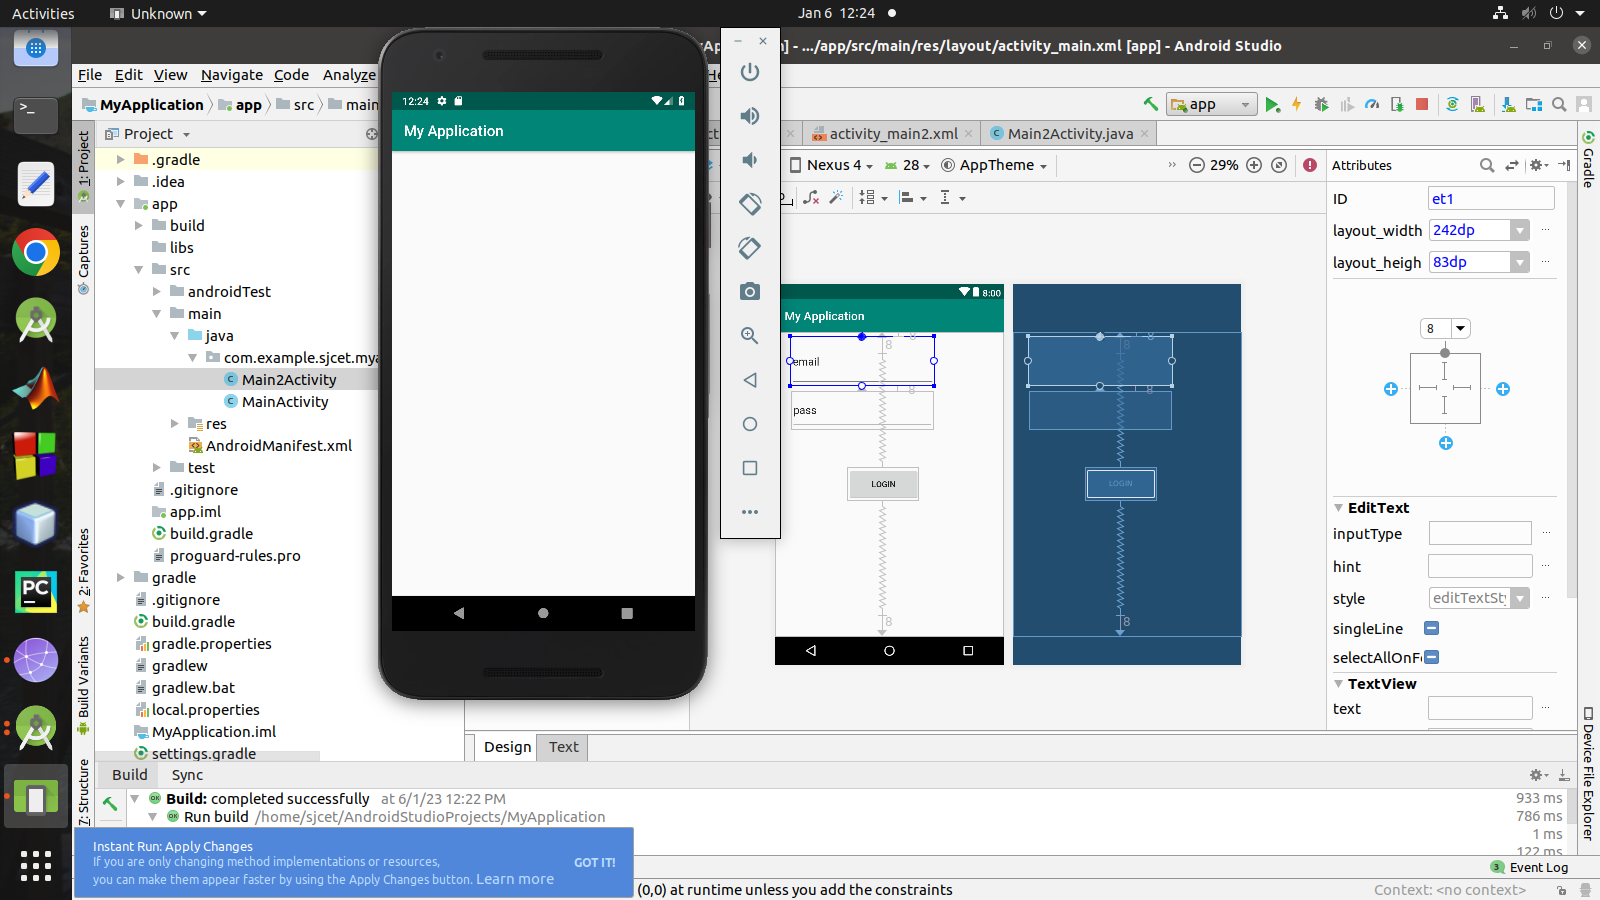 Activities
Unknown
Jan 6 12:24
] - .../app/src/main/res/layout/activity_main.xml [app] - Android Studio
File Edit View Navigate Code Analyze
MyApplication app src main
app
Project
activity_main2.xml
Main2Activity.java
1: Project
Captures
2: Favorites
Build Variants
7: Structure
.gradle
.idea
app
build
libs
src
androidTest
main
java
com.example.sjcet.mya
Main2Activity
MainActivity
res
AndroidManifest.xml
test
.gitignore
app.iml
build.gradle
proguard-rules.pro
gradle
.gitignore
build.gradle
gradle.properties
gradlew
gradlew.bat
local.properties
MyApplication.iml
settings.gradle
12:24
My Application
Nexus 4 28 AppTheme
29%
8:00
My Application
8
8
email
8
pass
LOGIN
8
8
8
8
LOGIN
8
Attributes
ID et1
layout_width 242dp
layout_heigh 83dp
8
EditText
inputType
hint
style editTextSty
singleLine
selectAllOnF
TextView
text
Gradle
Device File Explorer
Design Text
Build Sync
Build: completed successfully at 6/1/23 12:22 PM 933 ms
Run build /home/sjcet/AndroidStudioProjects/MyApplication 786 ms
1 ms
122 ms
Instant Run: Apply Changes
If you are only changing method implementations or resources,
you can make them appear faster by using the Apply Changes button. Learn more
GOT IT!
3 Event Log
(0,0) at runtime unless you add the constraints
Context: <no context>